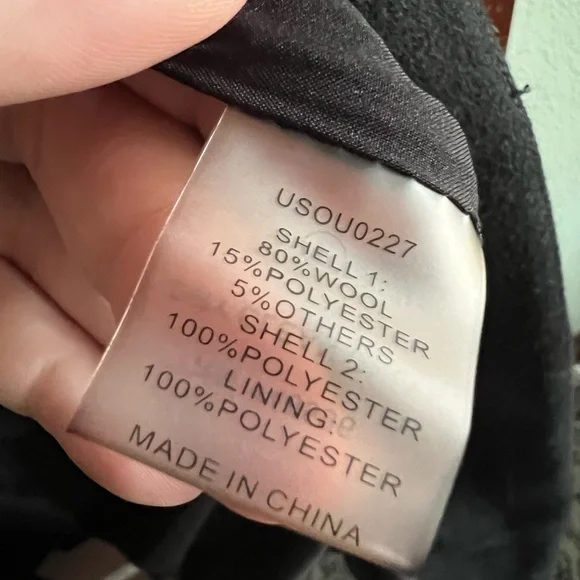 USOU0227
SHELL 1:
80%WOOL
15%POLYESTER
5%OTHERS
SHELL 2:
100%POLYESTER
LINING:
100%POLYESTER
MADE IN CHINA